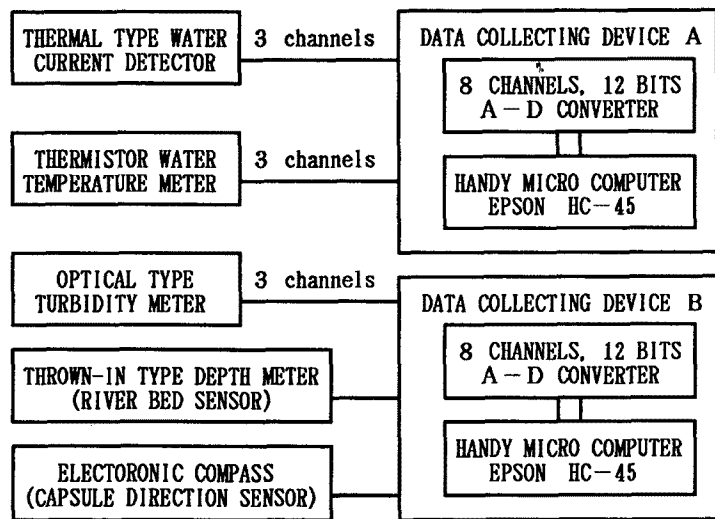 THERMAL TYPE WATER
CURRENT DETECTOR
3 channels
THERMISTOR WATER
TEMPERATURE METER
3 channels
OPTICAL TYPE
TURBIDITY METER
3 channels
THROWN-IN TYPE DEPTH METER
(RIVER BED SENSOR)
ELECTORONIC COMPASS
(CAPSULE DIRECTION SENSOR)
DATA COLLECTING DEVICE A
8 CHANNELS, 12 BITS
A-D CONVERTER
HANDY MICRO COMPUTER
EPSON HC-45
DATA COLLECTING DEVICE B
8 CHANNELS, 12 BITS
A-D CONVERTER
HANDY MICRO COMPUTER
EPSON HC-45